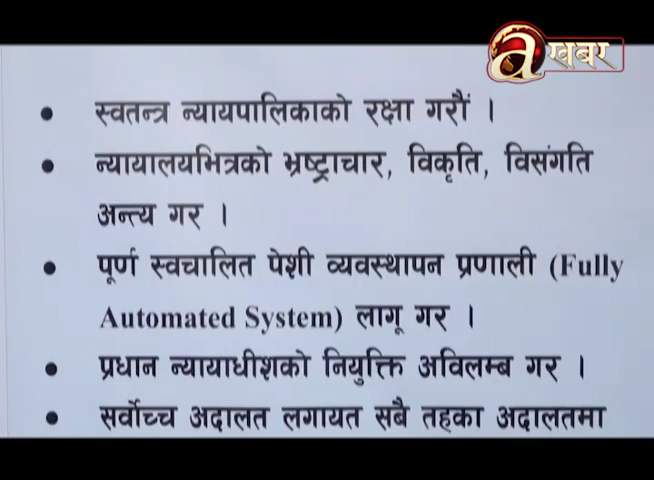 a खबर
• स्वतन्त्र न्यायपालिकाको रक्षा गरौं ।
• न्यायालयभित्रको भ्रष्ट्राचार, विकृति, विसंगति
अन्त्य गर ।
• पूर्ण स्वचालित पेशी व्यवस्थापन प्रणाली (Fully
Automated System) लागू गर ।
• प्रधान न्यायाधीशको नियुक्ति अविलम्ब गर ।
• सर्वोच्च अदालत लगायत सबै तहका अदालतमा